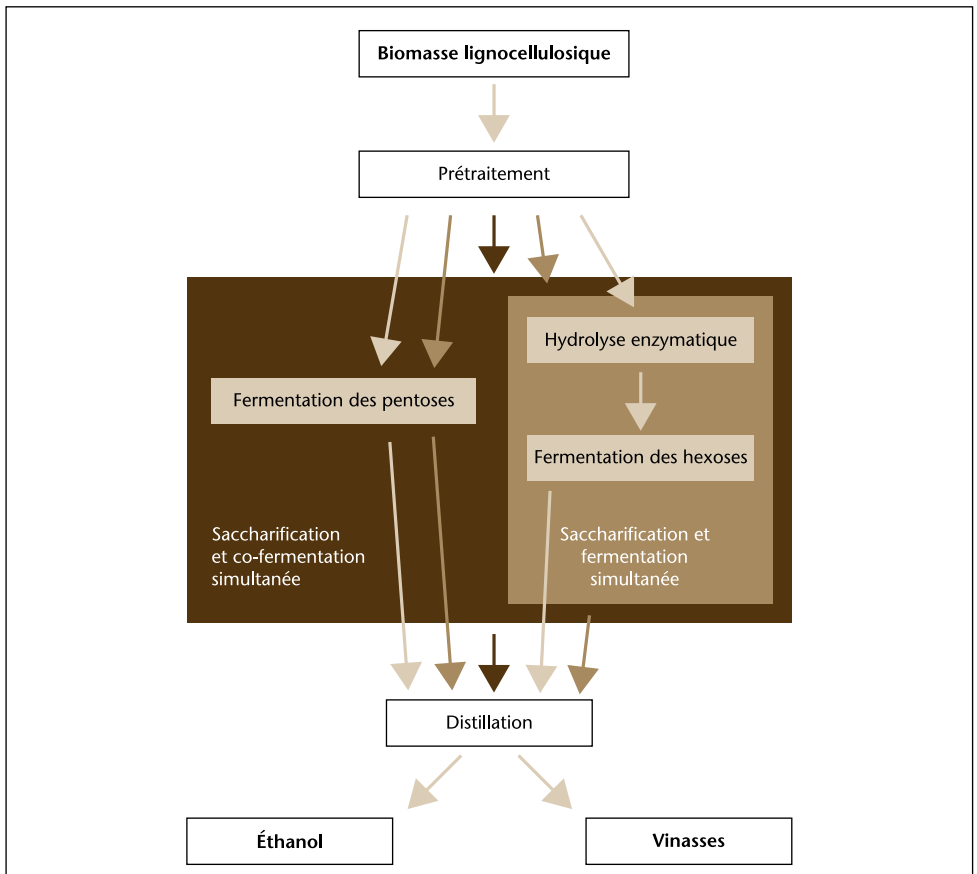 Biomasse lignocellulosique
Prétraitement
Hydrolyse enzymatique
Fermentation des pentoses
Fermentation des hexoses
Saccharification
et co-fermentation
simultanée
Saccharification et
fermentation
simultanée
Distillation
Éthanol
Vinasses